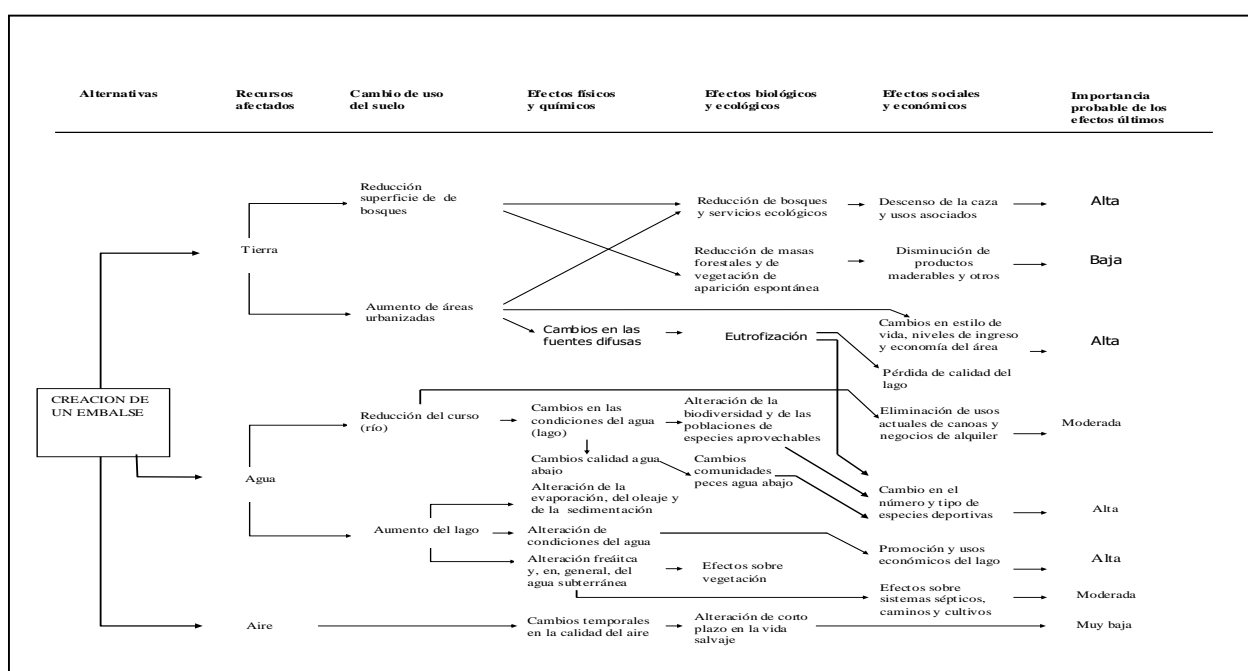 Alternativas
Recursos
afectados
Cambio de uso
del suelo
Efectos físicos
y químicos
Efectos biológicos
y ecológicos
Efectos sociales
y económicos
Importancia
probable de los
efectos últimos
Reducción
superficie de de
bosques
Reducción de bosques
y servicios ecológicos
Descenso de la caza
y usos asociados
Alta
Tierra
Reducción de masas
forestales y de
vegetación de
aparición espontánea
Disminución de
productos
maderables y otros
Baja
Aumento de áreas
urbanizadas
Cambios en las
fuentes difusas
Eutrofización
Cambios en estilo de
vida, niveles de ingreso
y economía del área
Alta
Pérdida de calidad del
lago
CREACION DE
UN EMBALSE
Reducción del curso
(río)
Cambios en las
condiciones del agua
(lago)
Alteración de la
biodiversidad y de las
poblaciones de
especies aprovechables
Eliminación de usos
actuales de canoas y
negocios de alquiler
Moderada
Cambios calidad agua
abajo
Cambios
comunidades
peces agua abajo
Agua
Alteración de la
evaporación, del oleaje y
de la sedimentación
Cambio en el
número y tipo de
especies deportivas
Alta
Aumento del lago
Alteración de
condiciones del agua
Promoción y usos
económicos del lago
Alta
Alteración freáitca
y, en, general, del
agua subterránea
Efectos sobre
vegetación
Efectos sobre
sistemas sépticos,
caminos y cultivos
Moderada
Aire
Cambios temporales
en la calidad del aire
Alteración de corto
plazo en la vida
salvaje
Muy baja